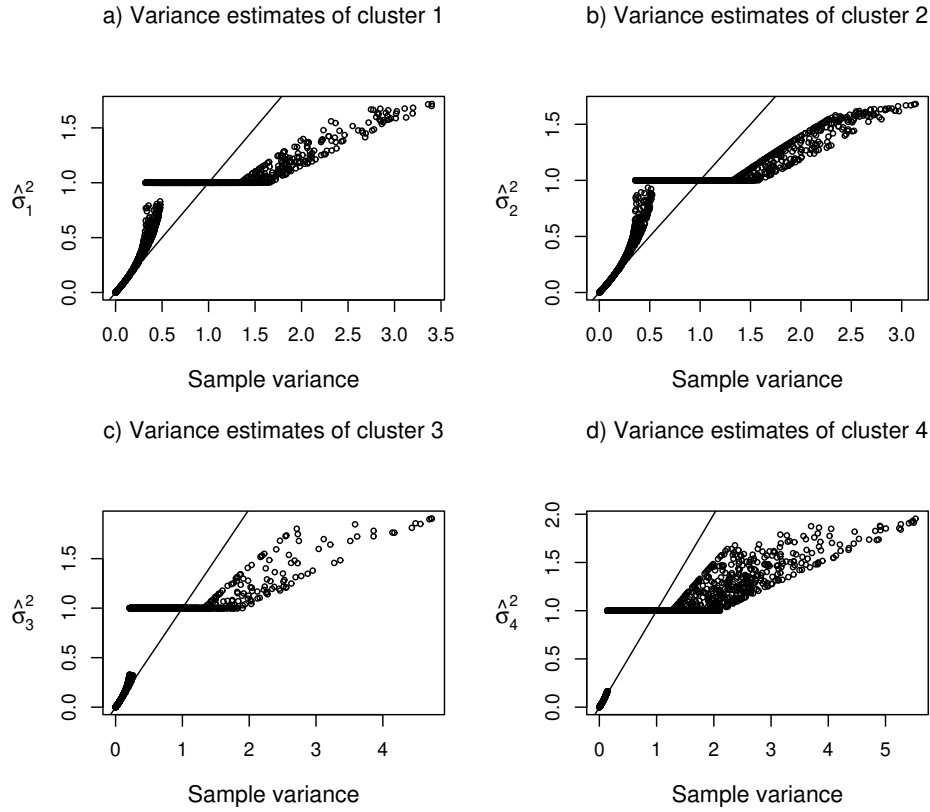 a) Variance estimates of cluster 1
b) Variance estimates of cluster 2
σ̂₁²
0.0 0.5 1.0 1.5
0.0 0.5 1.0 1.5 2.0 2.5 3.0 3.5
Sample variance
σ̂₂²
0.0 0.5 1.0 1.5
0.0 0.5 1.0 1.5 2.0 2.5 3.0
Sample variance
c) Variance estimates of cluster 3
d) Variance estimates of cluster 4
σ̂₃²
0.0 0.5 1.0 1.5
0 1 2 3 4
Sample variance
σ̂₄²
0.0 0.5 1.0 1.5 2.0
0 1 2 3 4 5
Sample variance